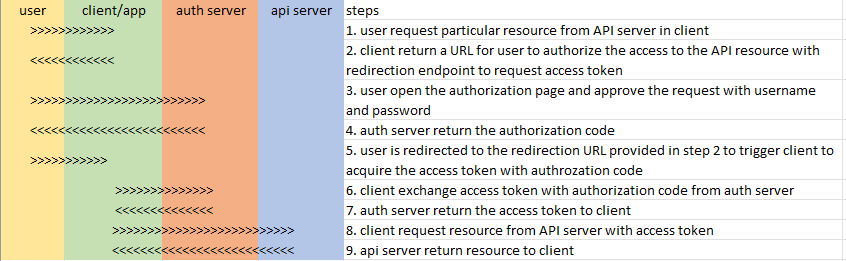 user client/app auth server api server steps
>>>>>>>>>>>> 1. user request particular resource from API server in client
2. client return a URL for user to authorize the access to the API resource with
<<<<<<<<<<<< redirection endpoint to request access token
3. user open the authorization page and approve the request with username
>>>>>>>>>>>>>>>>>>>>>>>>> and password
<<<<<<<<<<<<<<<<<<<<<<<<< 4. auth server return the authorization code
5. user is redirected to the redirection URL provided in step 2 to trigger client to
>>>>>>>>>>> acquire the access token with authrozation code
>>>>>>>>>>>>>> 6. client exchange access token with authorization code from auth server
<<<<<<<<<<<<<< 7. auth server return the access token to client
>>>>>>>>>>>>>>>>>>>>>>>>>> 8. client request resource from API server with access token
<<<<<<<<<<<<<<<<<<<<<<<<<< 9. api server return resource to client